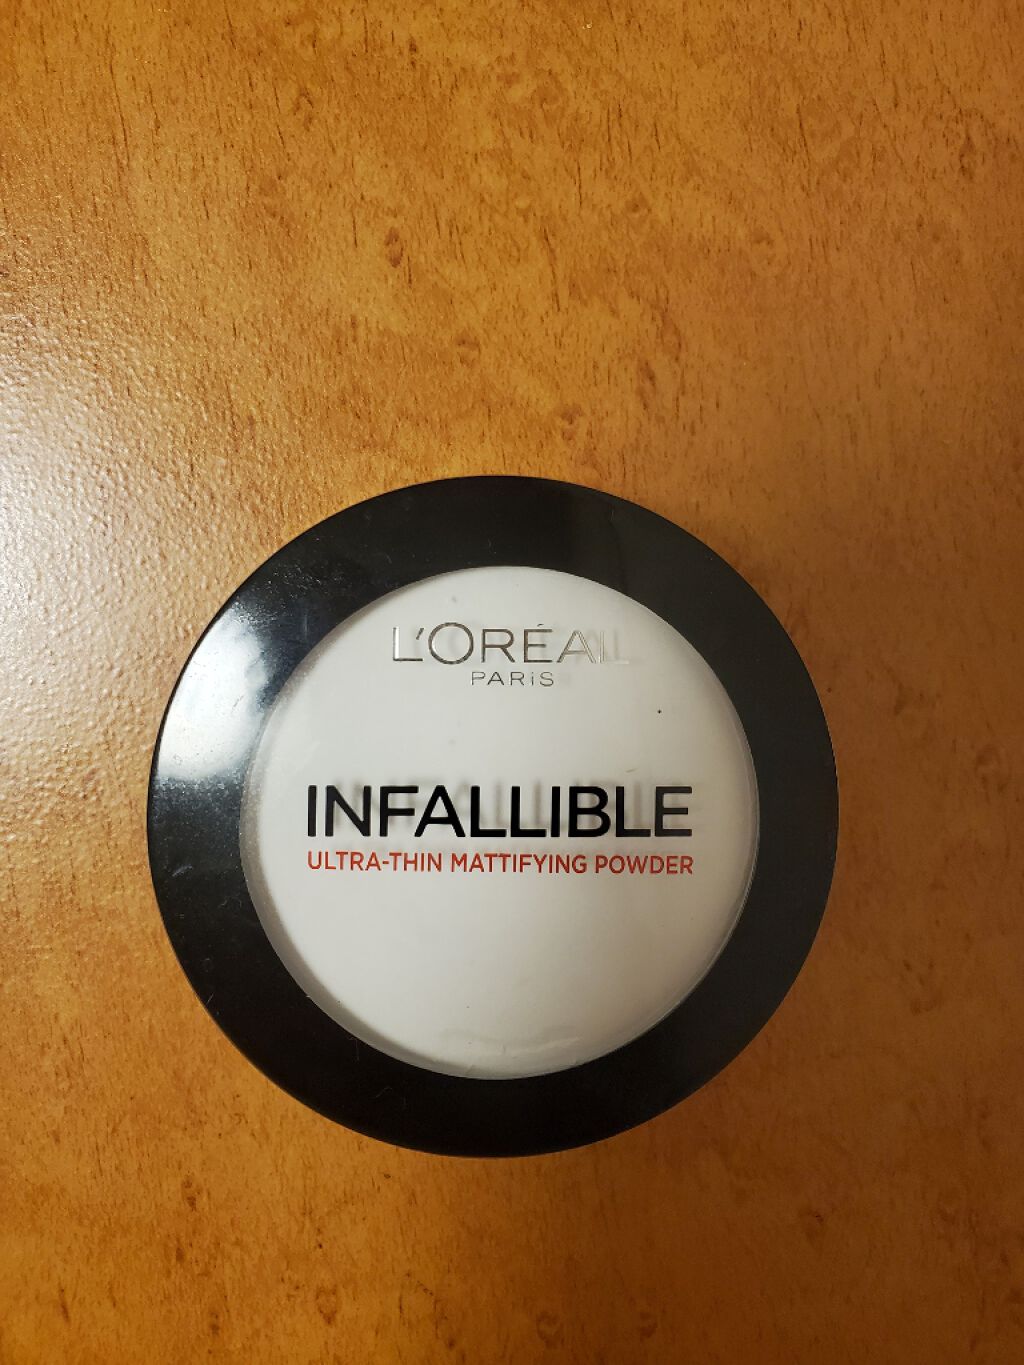 L'ORÉAL
PARIS
INFALLIBLE
ULTRA-THIN MATTIFYING POWDER